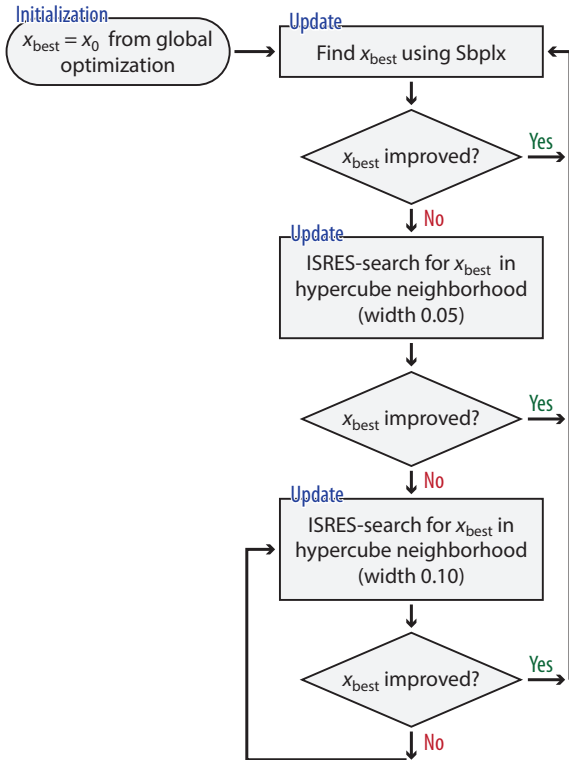 Initialization
x_best = x_0 from global
optimization
Update
Find x_best using Sbplx
x_best improved?
Yes
No
Update
ISRES-search for x_best in
hypercube neighborhood
(width 0.05)
x_best improved?
Yes
No
Update
ISRES-search for x_best in
hypercube neighborhood
(width 0.10)
x_best improved?
Yes
No